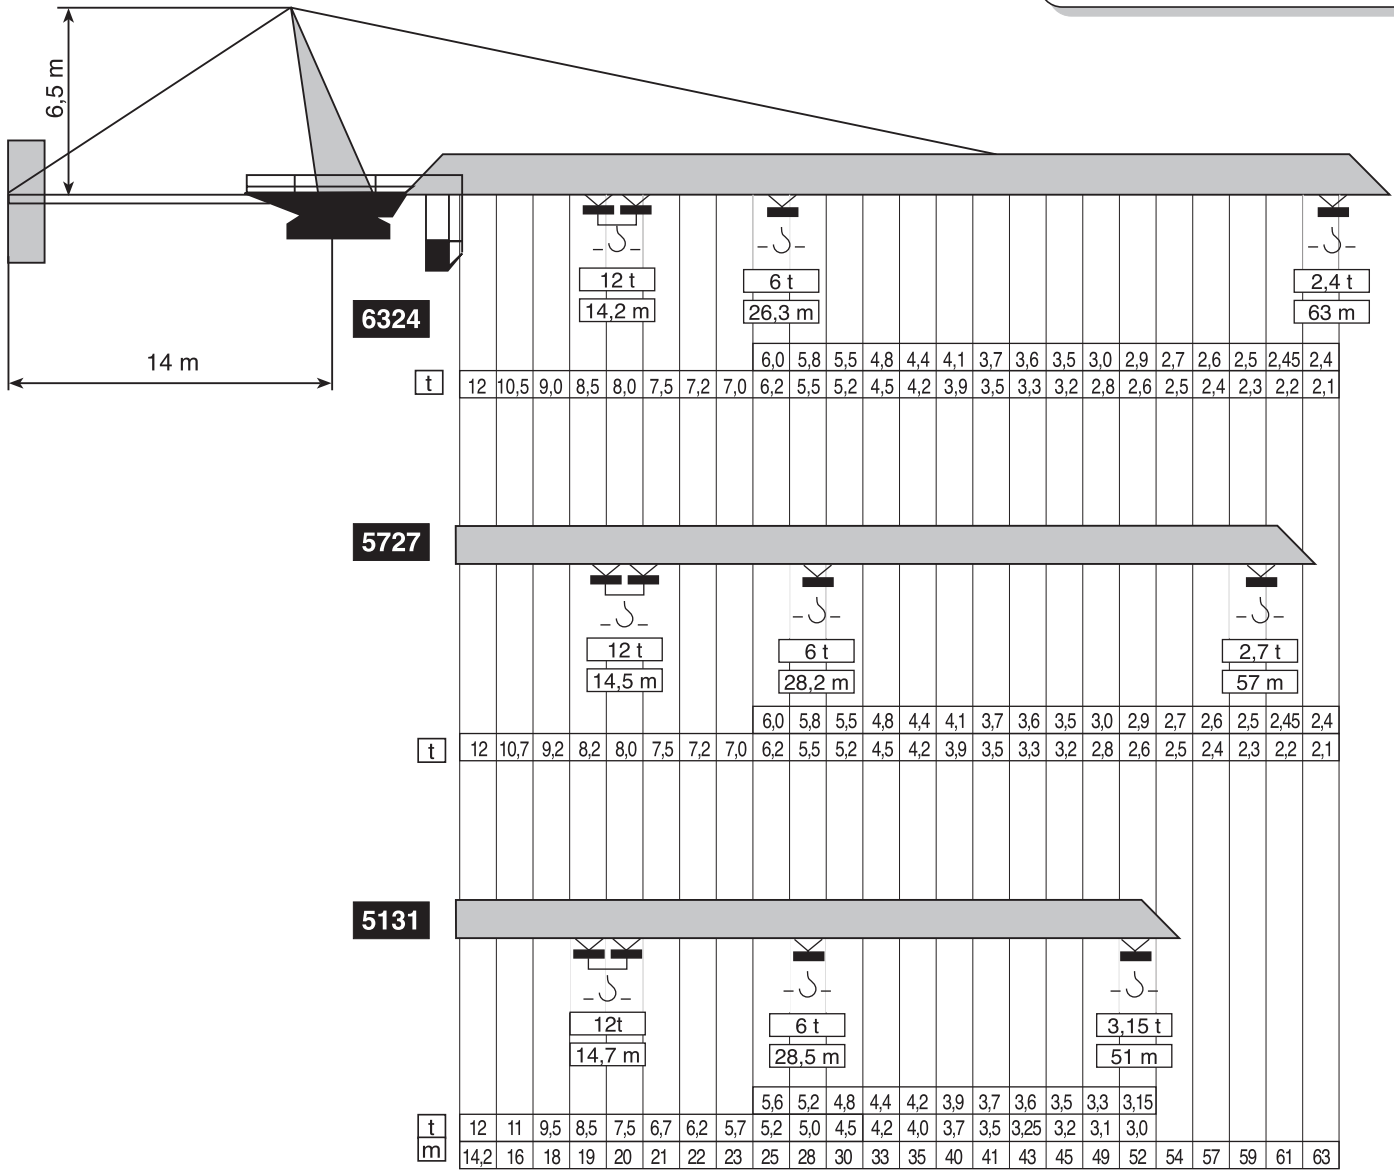 6,5 m
12 t 6 t 2,4 t
14,2 m 26,3 m 63 m
6324
14 m
6,0 5,8 5,5 4,8 4,4 4,1 3,7 3,6 3,5 3,0 2,9 2,7 2,6 2,5 2,45 2,4
t 12 10,5 9,0 8,5 8,0 7,5 7,2 7,0 6,2 5,5 5,2 4,5 4,2 3,9 3,5 3,3 3,2 2,8 2,6 2,5 2,4 2,3 2,2 2,1
5727
12 t 6 t 2,7 t
14,5 m 28,2 m 57 m
6,0 5,8 5,5 4,8 4,4 4,1 3,7 3,6 3,5 3,0 2,9 2,7 2,6 2,5 2,45 2,4
t 12 10,7 9,2 8,2 8,0 7,5 7,2 7,0 6,2 5,5 5,2 4,5 4,2 3,9 3,5 3,3 3,2 2,8 2,6 2,5 2,4 2,3 2,2 2,1
5131
12t 6 t 3,15 t
14,7 m 28,5 m 51 m
5,6 5,2 4,8 4,4 4,2 3,9 3,7 3,6 3,5 3,3 3,15
t 12 11 9,5 8,5 7,5 6,7 6,2 5,7 5,2 5,0 4,5 4,2 4,0 3,7 3,5 3,25 3,2 3,1 3,0
m 14,2 16 18 19 20 21 22 23 25 28 30 33 35 40 41 43 45 49 52 54 57 59 61 63